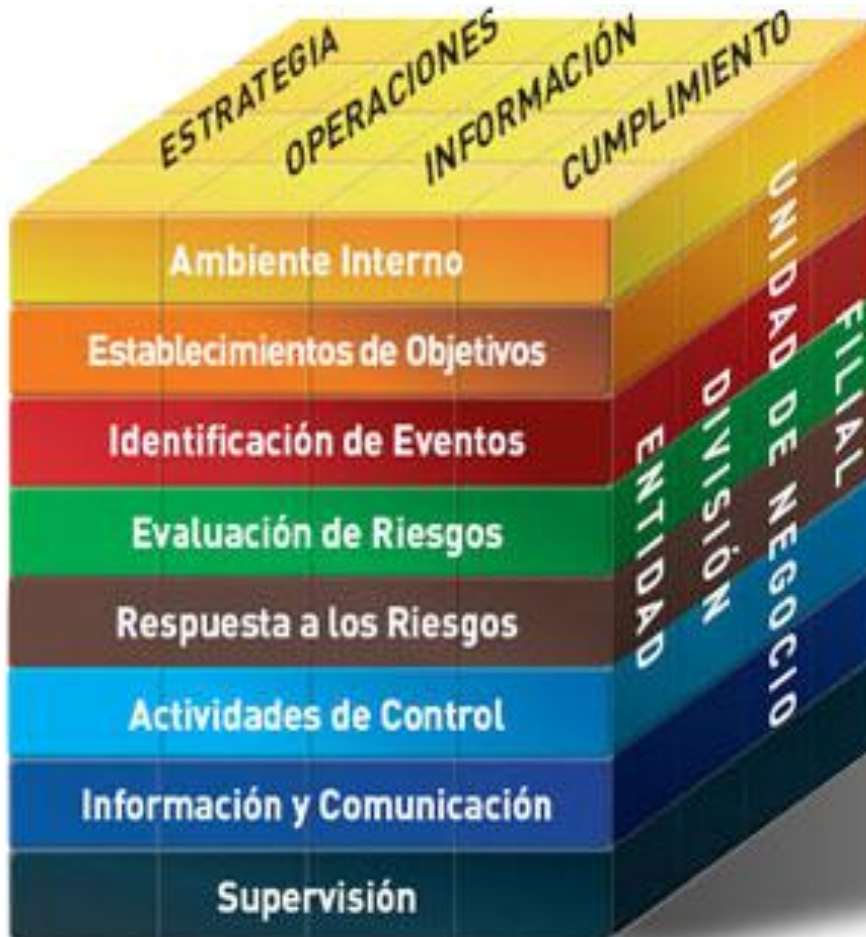 ESTRATEGIA
OPERACIONES
INFORMACIÓN
CUMPLIMIENTO
Ambiente Interno
Establecimientos de Objetivos
Identificación de Eventos
Evaluación de Riesgos
Respuesta a los Riesgos
Actividades de Control
Información y Comunicación
Supervisión
ENTIDAD
DIVISIÓN
UNIDAD DE NEGOCIO
FILIAL